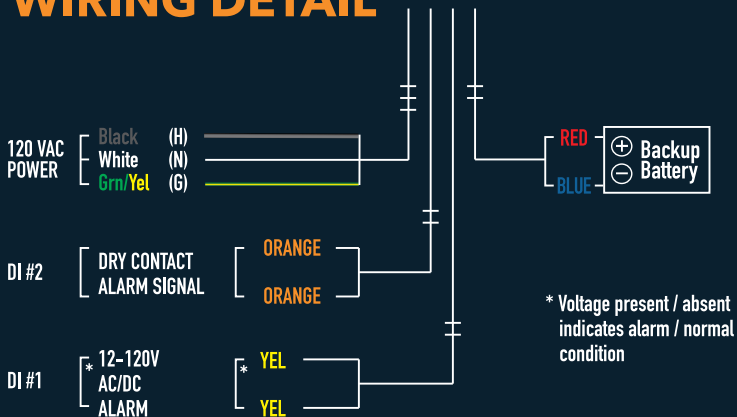 WIRING DETAIL
120 VAC
POWER
Black (H)
White (N)
Grn/Yel (G)
RED
BLUE
+ Backup
− Battery
DI #2
DRY CONTACT
ALARM SIGNAL
ORANGE
ORANGE
* Voltage present / absent
indicates alarm / normal
condition
DI #1
* 12-120V
AC/DC
ALARM
* YEL
YEL